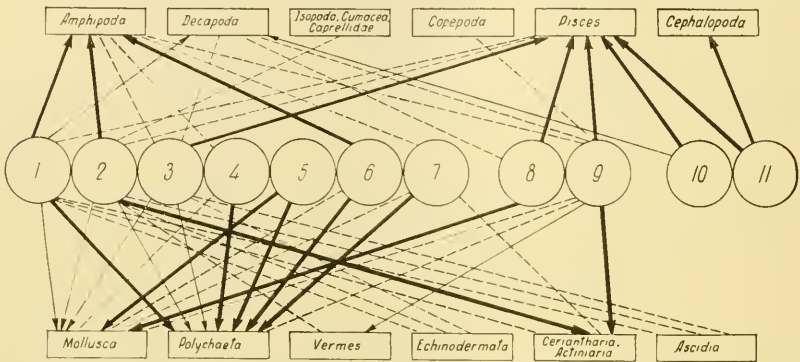 Amphipoda
Decapoda
Isopoda, Cumacea,
Caprellidae
Copepoda
Pisces
Cephalopoda
1 2 3 4 5 6 7 8 9 10 11
Mollusca
Polychaeta
Vermes
Echinodermata
Ceriantharia.
Actiniaria
Ascidia